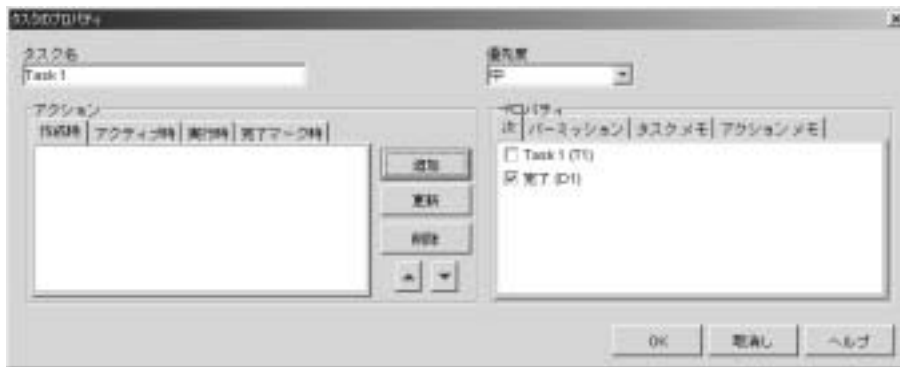 タスクのプロパティ
タスク名
優先度
Task 1
中
アクション
プロパティ
作成時 アクティブ時 実行時 完了マーク時
次 パーミッション タスク メモ アクション メモ
Task 1 (T1)
完了 (D1)
追加
更新
削除
OK 取消し ヘルプ